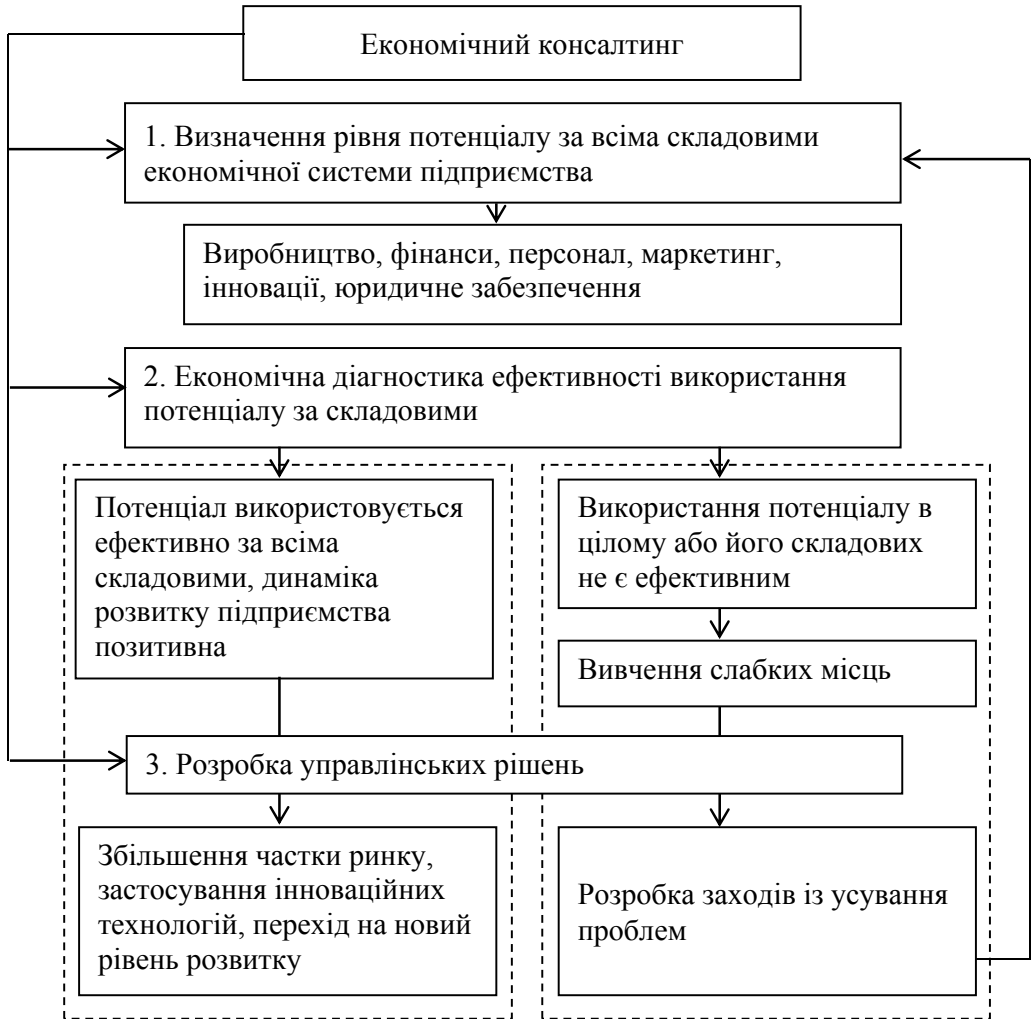 Економічний консалтинг
1. Визначення рівня потенціалу за всіма складовими
економічної системи підприємства
Виробництво, фінанси, персонал, маркетинг,
інновації, юридичне забезпечення
2. Економічна діагностика ефективності використання
потенціалу за складовими
Потенціал використовується
ефективно за всіма
складовими, динаміка
розвитку підприємства
позитивна
Використання потенціалу в
цілому або його складових
не є ефективним
Вивчення слабких місць
3. Розробка управлінських рішень
Збільшення частки ринку,
застосування інноваційних
технологій, перехід на новий
рівень розвитку
Розробка заходів із усування
проблем